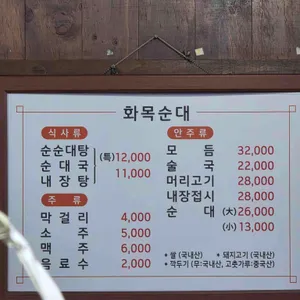 화목순대
식사류
순순대탕
순대국
내장탕
(특)12,000
11,000
주류
막걸리 4,000
소주 5,000
맥주 6,000
음료수 2,000
안주류
모듬 32,000
술국 22,000
머리고기 28,000
내장접시 28,000
순대 (大)26,000
(小)13,000
* 쌀 (국내산) * 돼지고기 (국내산)
* 깍두기 (무:국내산, 고춧가루:중국산)